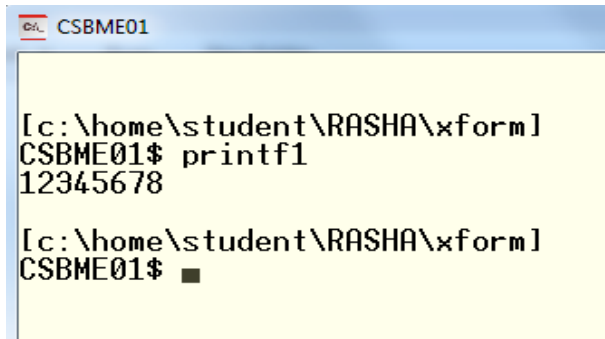 CSBME01
[c:\home\student\RASHA\xform]
CSBME01$ printf1
12345678
[c:\home\student\RASHA\xform]
CSBME01$